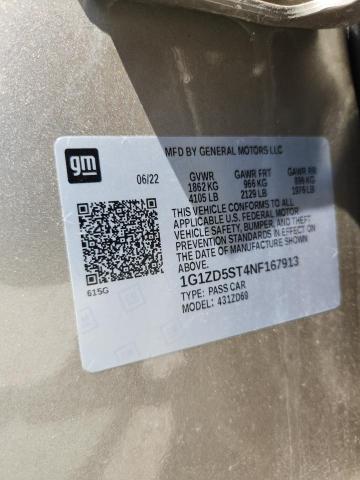 gm
MFD BY GENERAL MOTORS LLC
06/22
GVWR GAWR FRT GAWR RR
1862 KG 966 KG 896 KG
4105 LB 2129 LB 1976 LB
THIS VEHICLE CONFORMS TO ALL
APPLICABLE U.S. FEDERAL MOTOR
VEHICLE SAFETY, BUMPER, AND THEFT
PREVENTION STANDARDS IN EFFECT ON
THE DATE OF MANUFACTURE SHOWN
ABOVE.
1G1ZD5ST4NF167913
TYPE: PASS CAR
MODEL: 431ZD69
615G